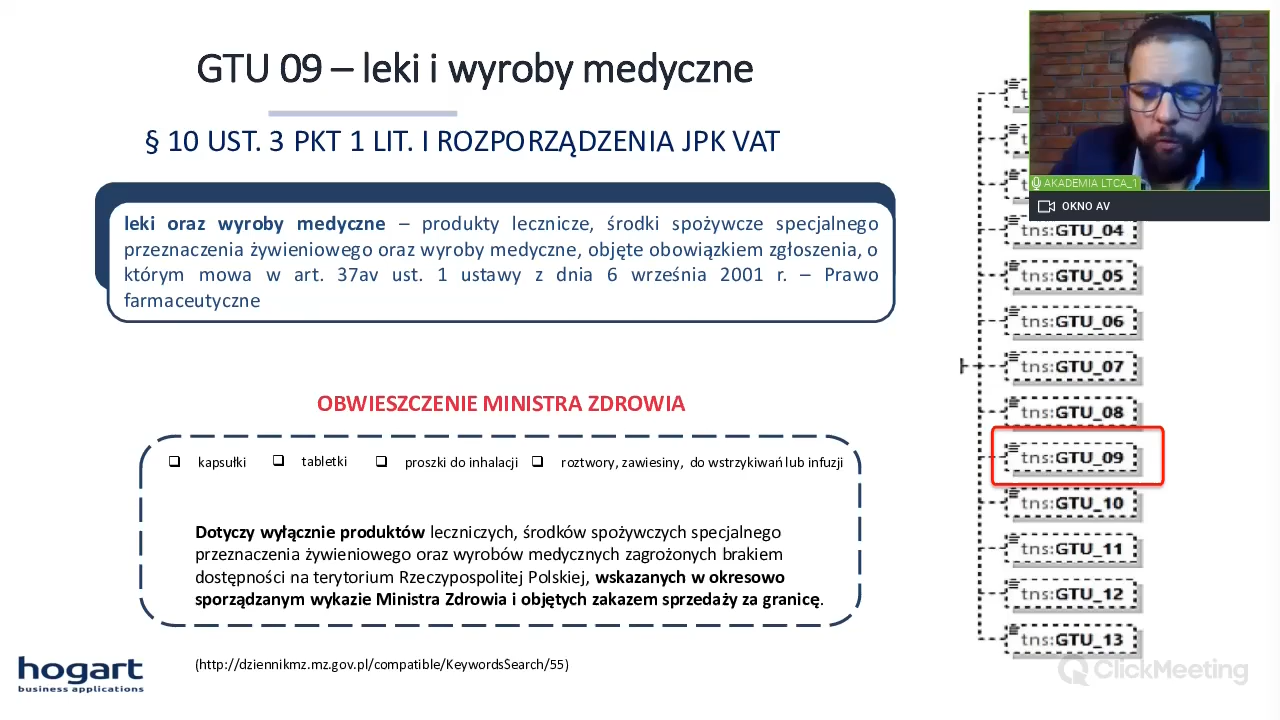 GTU 09 – leki i wyroby medyczne
§ 10 UST. 3 PKT 1 LIT. I ROZPORZĄDZENIA JPK VAT
leki oraz wyroby medyczne – produkty lecznicze, środki spożywcze specjalnego
przeznaczenia żywieniowego oraz wyroby medyczne, objęte obowiązkiem zgłoszenia, o
którym mowa w art. 37av ust. 1 ustawy z dnia 6 września 2001 r. – Prawo
farmaceutyczne
OBWIESZCZENIE MINISTRA ZDROWIA
kapsułki tabletki proszki do inhalacji roztwory, zawiesiny, do wstrzykiwań lub infuzji
Dotyczy wyłącznie produktów leczniczych, środków spożywczych specjalnego
przeznaczenia żywieniowego oraz wyrobów medycznych zagrożonych brakiem
dostępności na terytorium Rzeczypospolitej Polskiej, wskazanych w okresowo
sporządzanym wykazie Ministra Zdrowia i objętych zakazem sprzedaży za granicę.
(http://dziennikmz.mz.gov.pl/compatible/KeywordsSearch/55)
hogart
business applications
AKADEMIA LTCA_1
OKNO AV
tns:GTU_04
tns:GTU_05
tns:GTU_06
tns:GTU_07
tns:GTU_08
tns:GTU_09
tns:GTU_10
tns:GTU_11
tns:GTU_12
tns:GTU_13
ClickMeeting